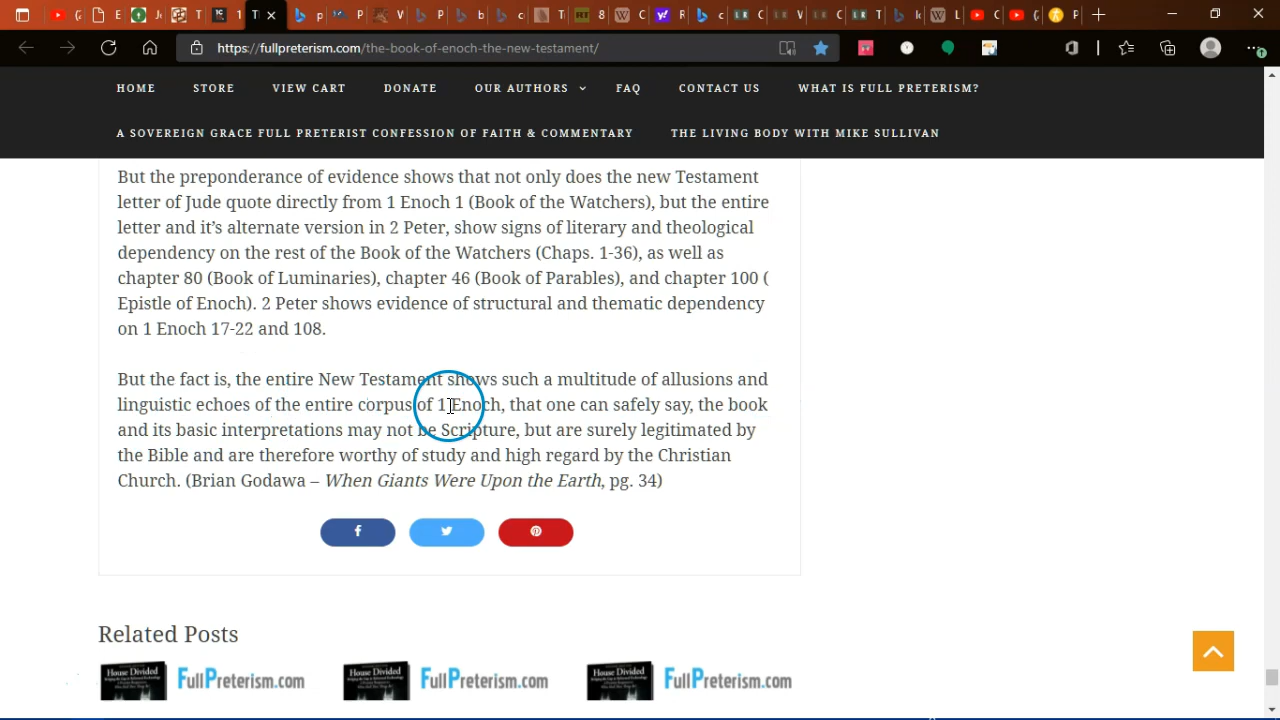 https://fullpreterism.com/the-book-of-enoch-the-new-testament/
HOME STORE VIEW CART DONATE OUR AUTHORS FAQ CONTACT US WHAT IS FULL PRETERISM?
A SOVEREIGN GRACE FULL PRETERIST CONFESSION OF FAITH & COMMENTARY THE LIVING BODY WITH MIKE SULLIVAN
But the preponderance of evidence shows that not only does the new Testament
letter of Jude quote directly from 1 Enoch 1 (Book of the Watchers), but the entire
letter and it’s alternate version in 2 Peter, show signs of literary and theological
dependency on the rest of the Book of the Watchers (Chaps. 1-36), as well as
chapter 80 (Book of Luminaries), chapter 46 (Book of Parables), and chapter 100 (
Epistle of Enoch). 2 Peter shows evidence of structural and thematic dependency
on 1 Enoch 17-22 and 108.
But the fact is, the entire New Testament shows such a multitude of allusions and
linguistic echoes of the entire corpus of 1 Enoch, that one can safely say, the book
and its basic interpretations may not be Scripture, but are surely legitimated by
the Bible and are therefore worthy of study and high regard by the Christian
Church. (Brian Godawa – When Giants Were Upon the Earth, pg. 34)
Related Posts
House Divided FullPreterism.com House Divided FullPreterism.com House Divided FullPreterism.com